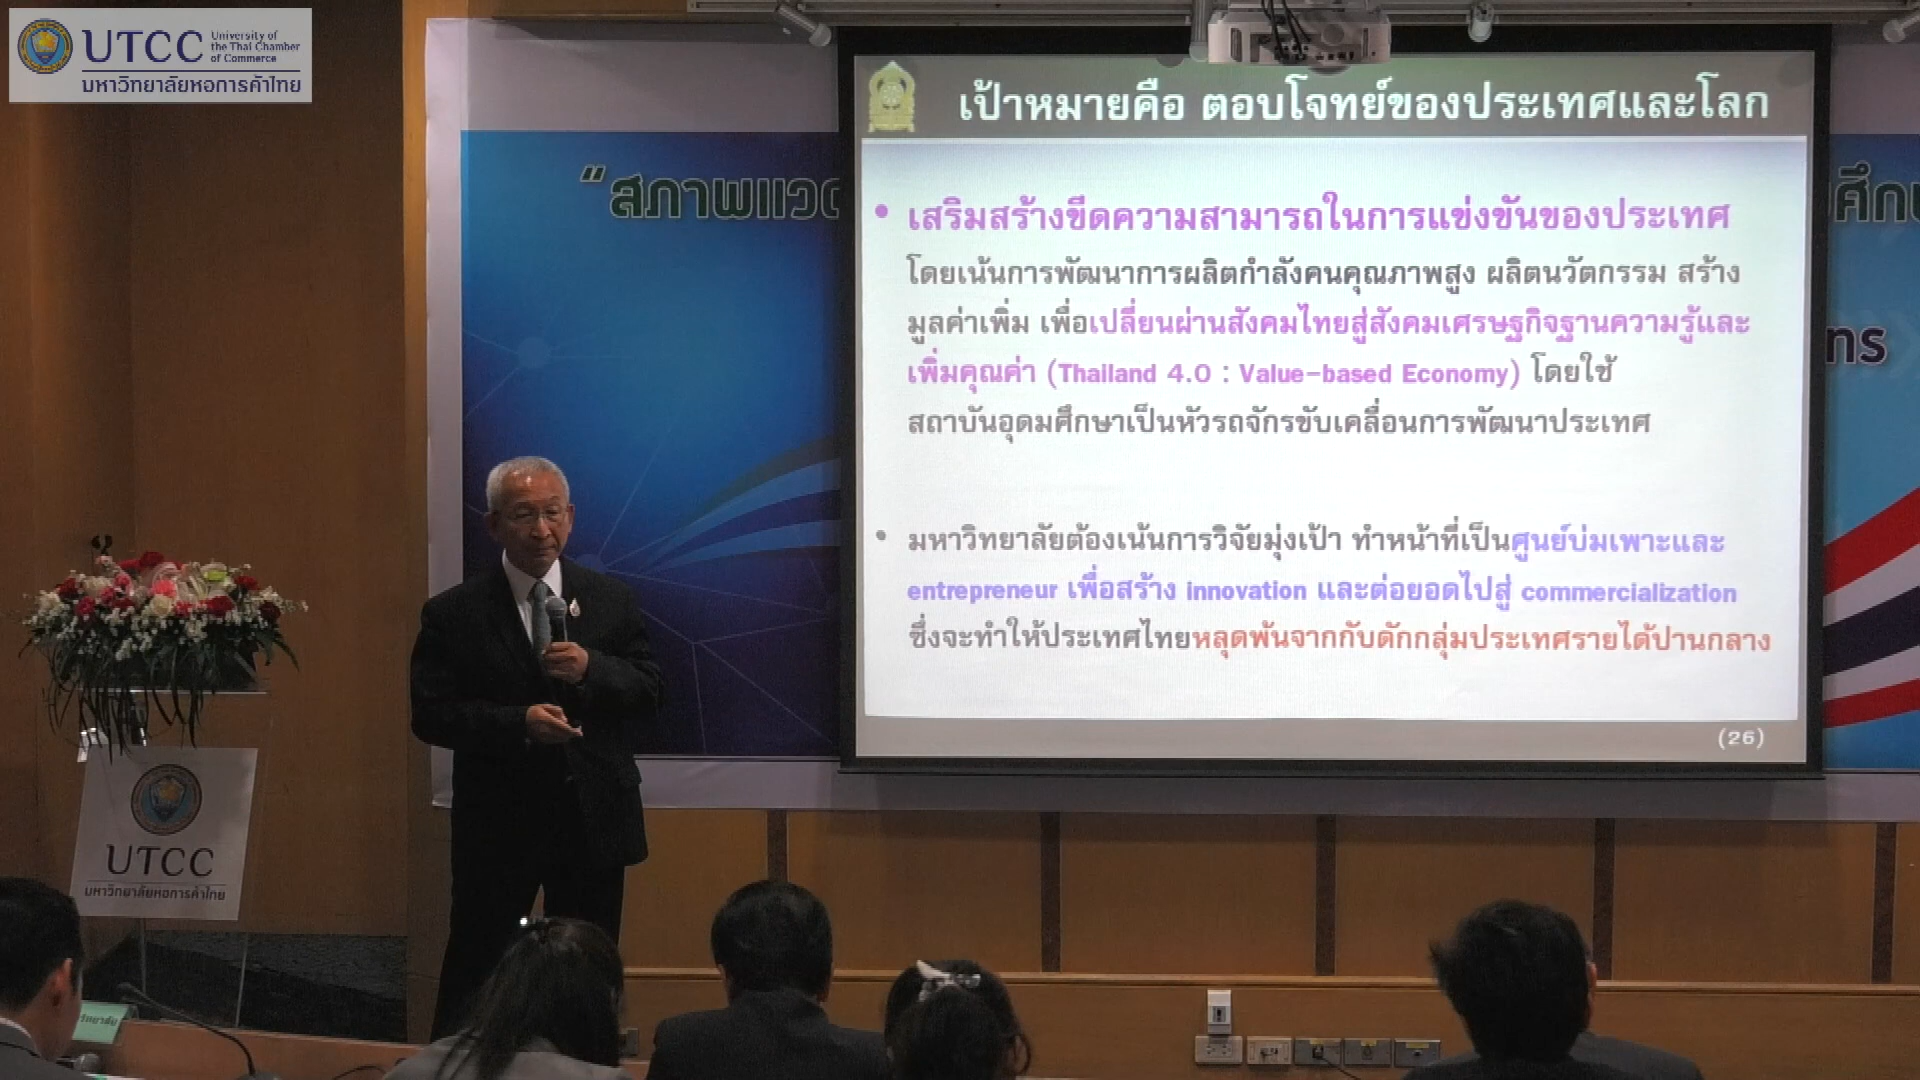 UTCC
University of
the Thai Chamber
of Commerce
มหาวิทยาลัยหอการค้าไทย
เป้าหมายคือ ตอบโจทย์ของประเทศและโลก
“สภาพแวด
• เสริมสร้างขีดความสามารถในการแข่งขันของประเทศ
โดยเน้นการพัฒนาการผลิตกำลังคนคุณภาพสูง ผลิตนวัตกรรม สร้าง
มูลค่าเพิ่ม เพื่อเปลี่ยนผ่านสังคมไทยสู่สังคมเศรษฐกิจฐานความรู้และ
เพิ่มคุณค่า (Thailand 4.0 : Value-based Economy) โดยใช้
สถาบันอุดมศึกษาเป็นหัวรถจักรขับเคลื่อนการพัฒนาประเทศ
• มหาวิทยาลัยต้องเน้นการวิจัยมุ่งเป้า ทำหน้าที่เป็นศูนย์บ่มเพาะและ
entrepreneur เพื่อสร้าง innovation และต่อยอดไปสู่ commercialization
ซึ่งจะทำให้ประเทศไทยหลุดพ้นจากกับดักกลุ่มประเทศรายได้ปานกลาง
(26)
UTCC
มหาวิทยาลัยหอการค้าไทย